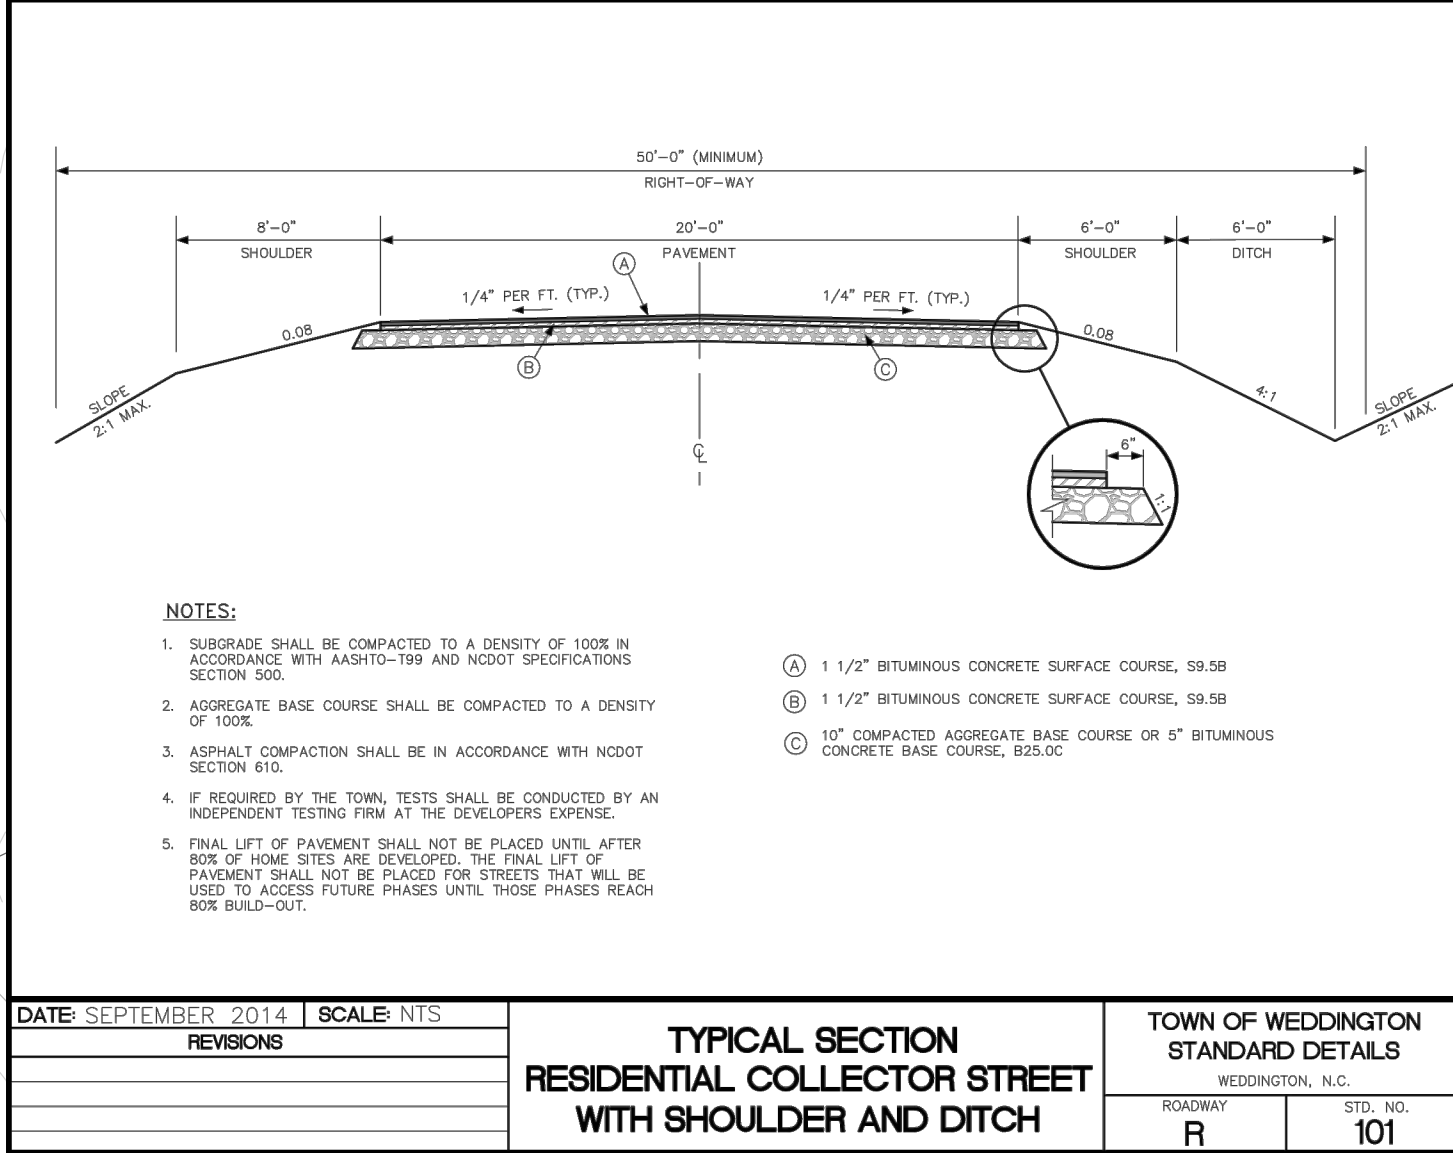 50'-0" (MINIMUM)
RIGHT-OF-WAY
8'-0"
SHOULDER
20'-0"
PAVEMENT
6'-0"
SHOULDER
6'-0"
DITCH
A
1/4" PER FT. (TYP.)
1/4" PER FT. (TYP.)
0.08
0.08
B
C
SLOPE
2:1 MAX.
4:1
SLOPE
2:1 MAX.
℄
6"
1:1
NOTES:
1. SUBGRADE SHALL BE COMPACTED TO A DENSITY OF 100% IN
ACCORDANCE WITH AASHTO-T99 AND NCDOT SPECIFICATIONS
SECTION 500.
2. AGGREGATE BASE COURSE SHALL BE COMPACTED TO A DENSITY
OF 100%.
3. ASPHALT COMPACTION SHALL BE IN ACCORDANCE WITH NCDOT
SECTION 610.
4. IF REQUIRED BY THE TOWN, TESTS SHALL BE CONDUCTED BY AN
INDEPENDENT TESTING FIRM AT THE DEVELOPERS EXPENSE.
5. FINAL LIFT OF PAVEMENT SHALL NOT BE PLACED UNTIL AFTER
80% OF HOME SITES ARE DEVELOPED. THE FINAL LIFT OF
PAVEMENT SHALL NOT BE PLACED FOR STREETS THAT WILL BE
USED TO ACCESS FUTURE PHASES UNTIL THOSE PHASES REACH
80% BUILD-OUT.
A 1 1/2" BITUMINOUS CONCRETE SURFACE COURSE, S9.5B
B 1 1/2" BITUMINOUS CONCRETE SURFACE COURSE, S9.5B
C 10" COMPACTED AGGREGATE BASE COURSE OR 5" BITUMINOUS
CONCRETE BASE COURSE, B25.0C
DATE: SEPTEMBER 2014 SCALE: NTS
REVISIONS
TYPICAL SECTION
RESIDENTIAL COLLECTOR STREET
WITH SHOULDER AND DITCH
TOWN OF WEDDINGTON
STANDARD DETAILS
WEDDINGTON, N.C.
ROADWAY
R
STD. NO.
101